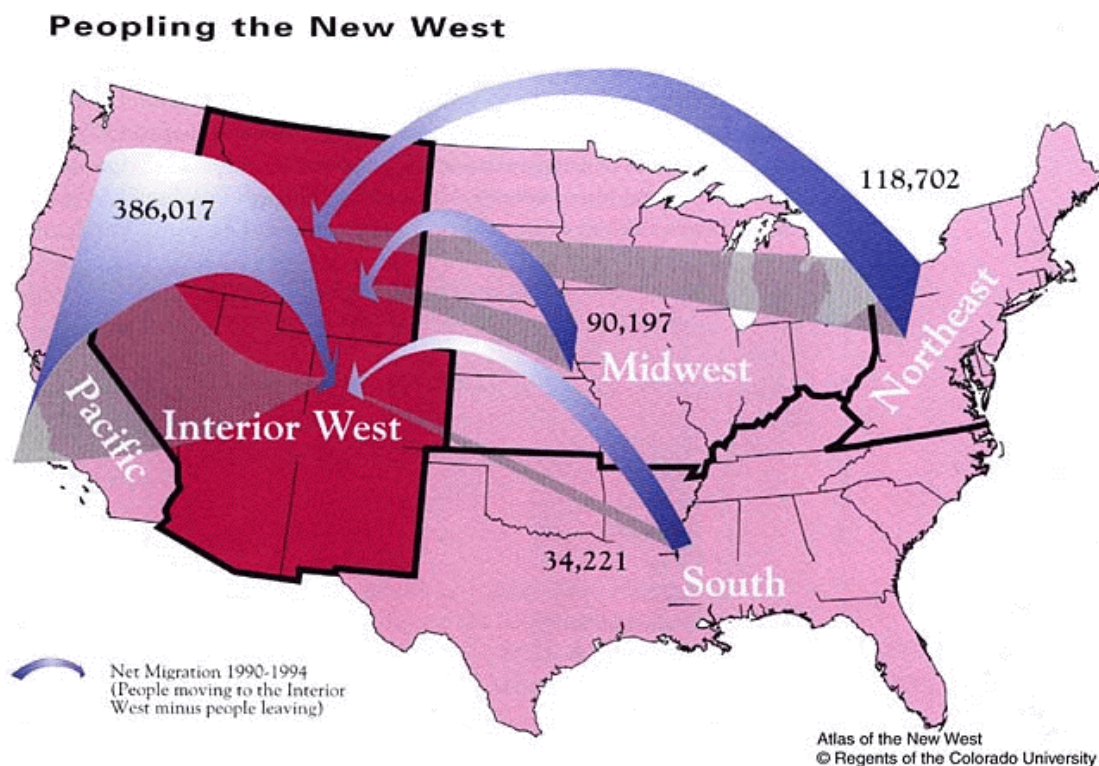 Peopling the New West
118,702
386,017
90,197
Midwest
Northeast
Pacific
Interior West
34,221
South
Net Migration 1990-1994
(People moving to the Interior
West minus people leaving)
Atlas of the New West
© Regents of the Colorado University